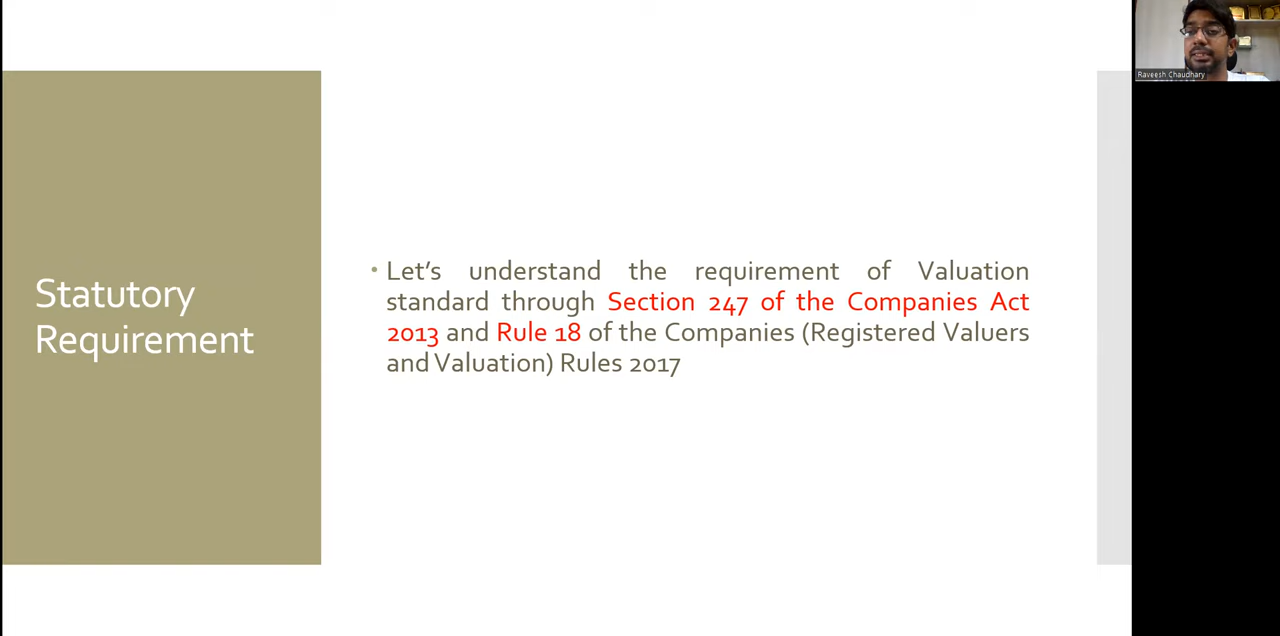 Statutory
Requirement
• Let’s understand the requirement of Valuation
standard through Section 247 of the Companies Act
2013 and Rule 18 of the Companies (Registered Valuers
and Valuation) Rules 2017
Raveesh Chaudhary